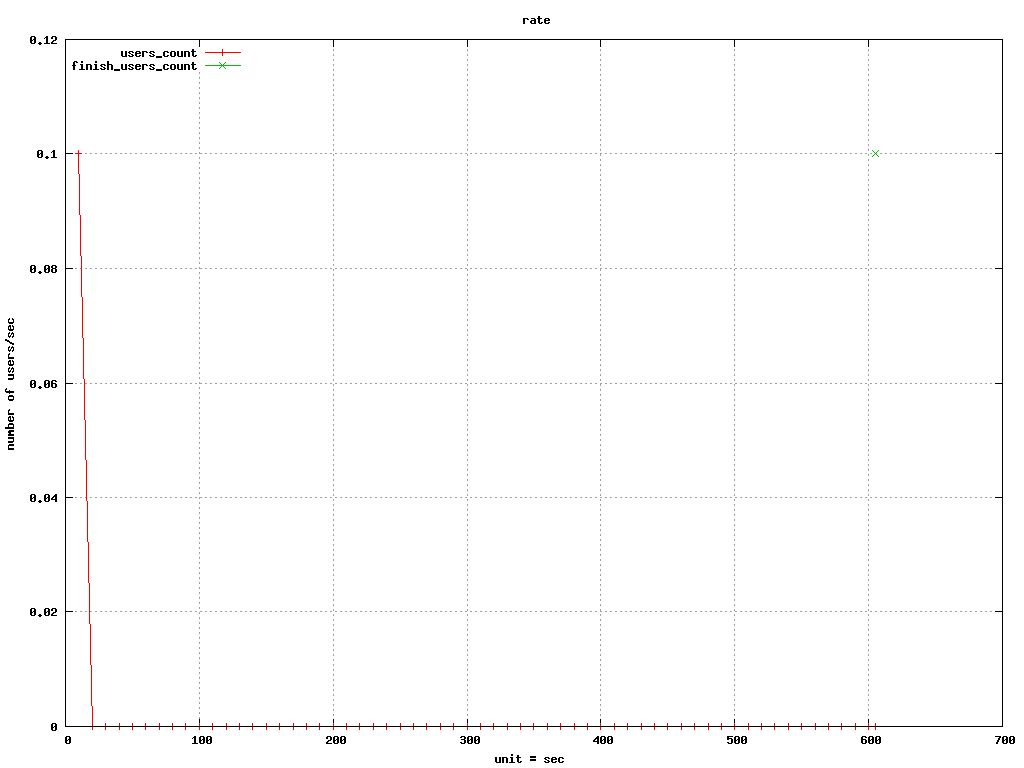 rate
users_count
finish_users_count
0.12
0.1
0.08
0.06
0.04
0.02
0
number of users/sec
0 100 200 300 400 500 600 700
unit = sec